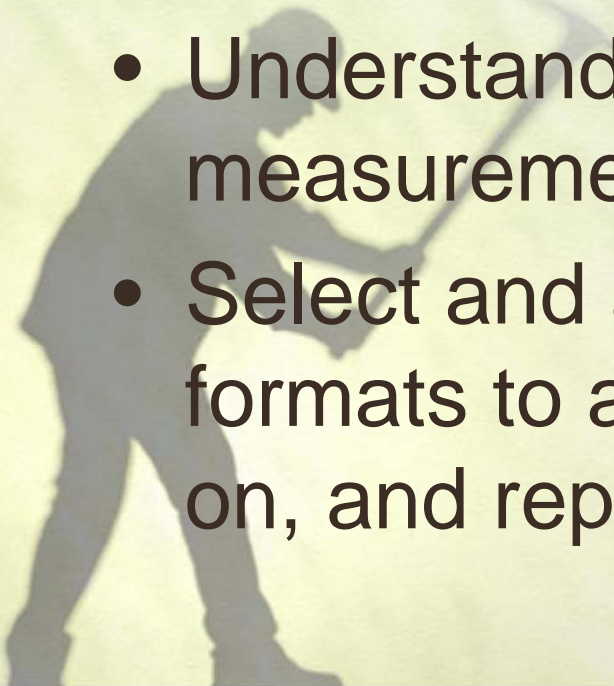 • Understand
measureme
• Select and
formats to a
on, and rep